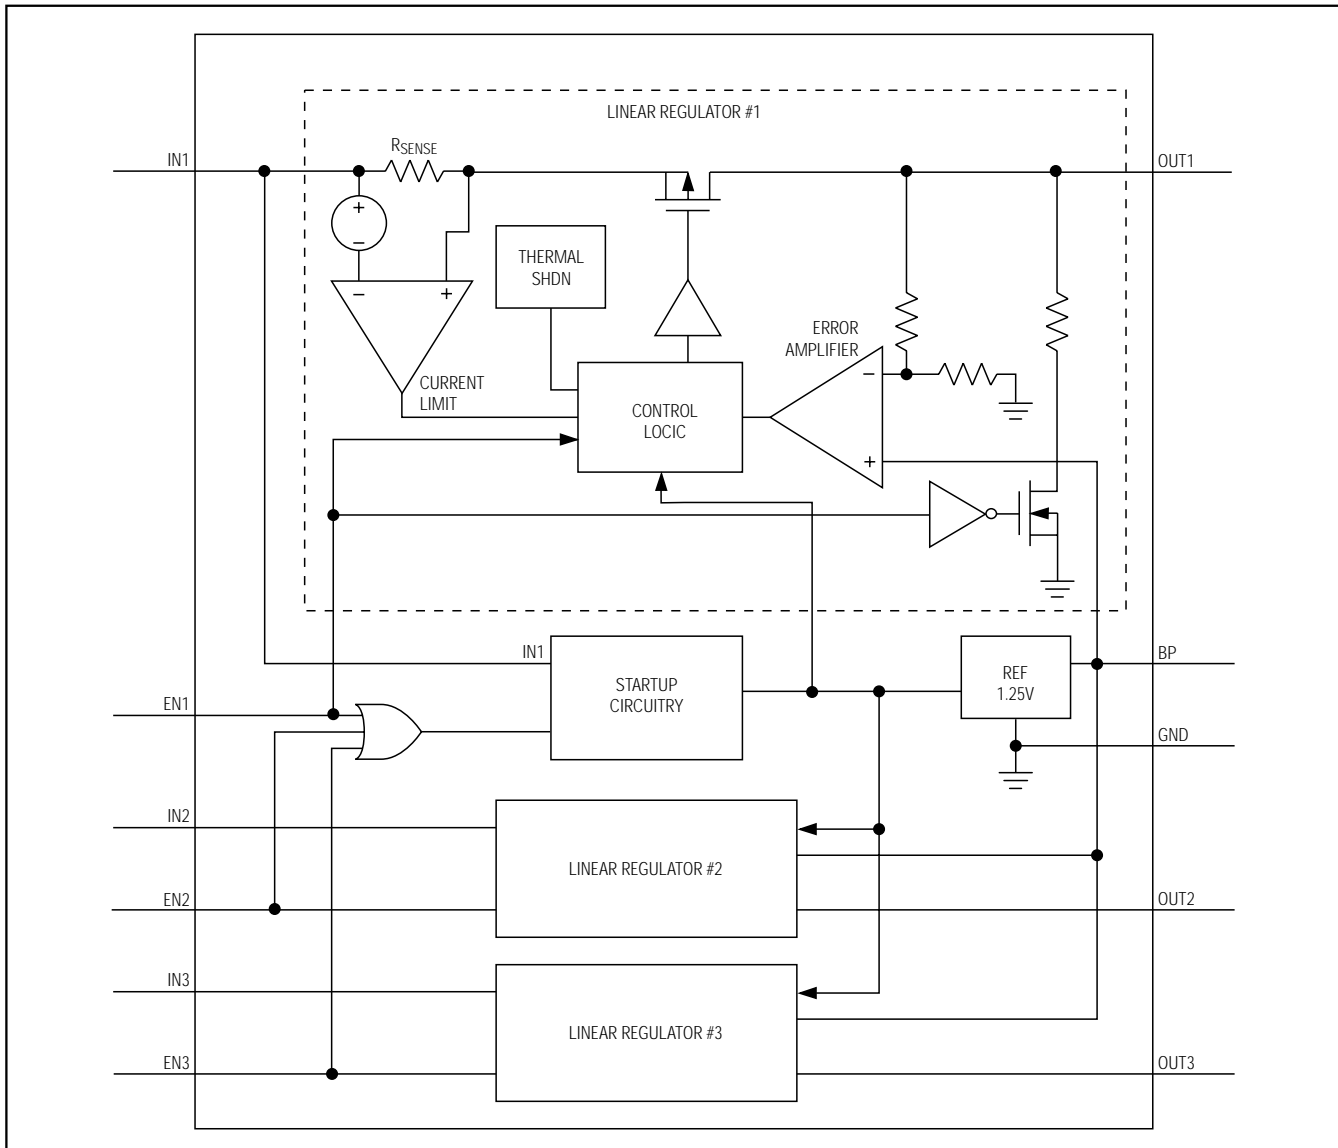 LINEAR REGULATOR #1
RSENSE
IN1
OUT1
+
−
THERMAL
SHDN
−
+
ERROR
AMPLIFIER
−
CURRENT
LIMIT
CONTROL
LOGIC
+
IN1
STARTUP
CIRCUITRY
REF
1.25V
BP
EN1
GND
IN2
LINEAR REGULATOR #2
EN2
OUT2
IN3
LINEAR REGULATOR #3
EN3
OUT3